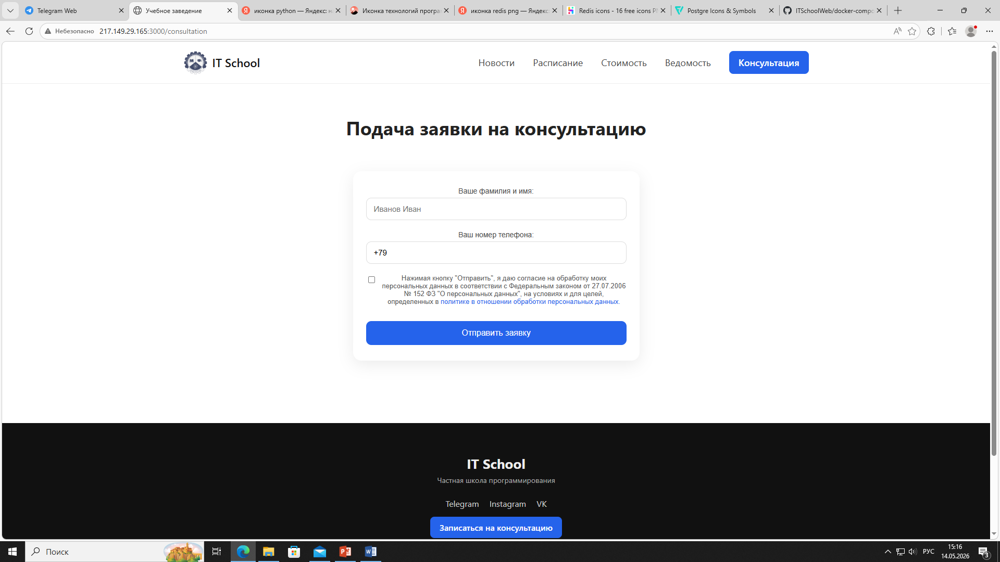 Telegram Web
Учебное заведение
иконка python — Яндекс: н
Иконка технологий програ
иконка redis png — Яндекс
Redis icons - 16 free icons P
Postgre Icons & Symbols
ITSchoolWeb/docker-compo
Небезопасно 217.149.29.165:3000/consultation
IT School
Новости Расписание Стоимость Ведомость Консультация
Подача заявки на консультацию
Ваше фамилия и имя:
Иванов Иван
Ваш номер телефона:
+79
Нажимая кнопку "Отправить", я даю согласие на обработку моих
персональных данных в соответствии с Федеральным законом от 27.07.2006
№ 152 ФЗ "О персональных данных", на условиях и для целей,
определенных в политике в отношении обработки персональных данных.
Отправить заявку
IT School
Частная школа программирования
Telegram Instagram VK
Записаться на консультацию
Поиск
РУС
15:16
14.05.2026
3